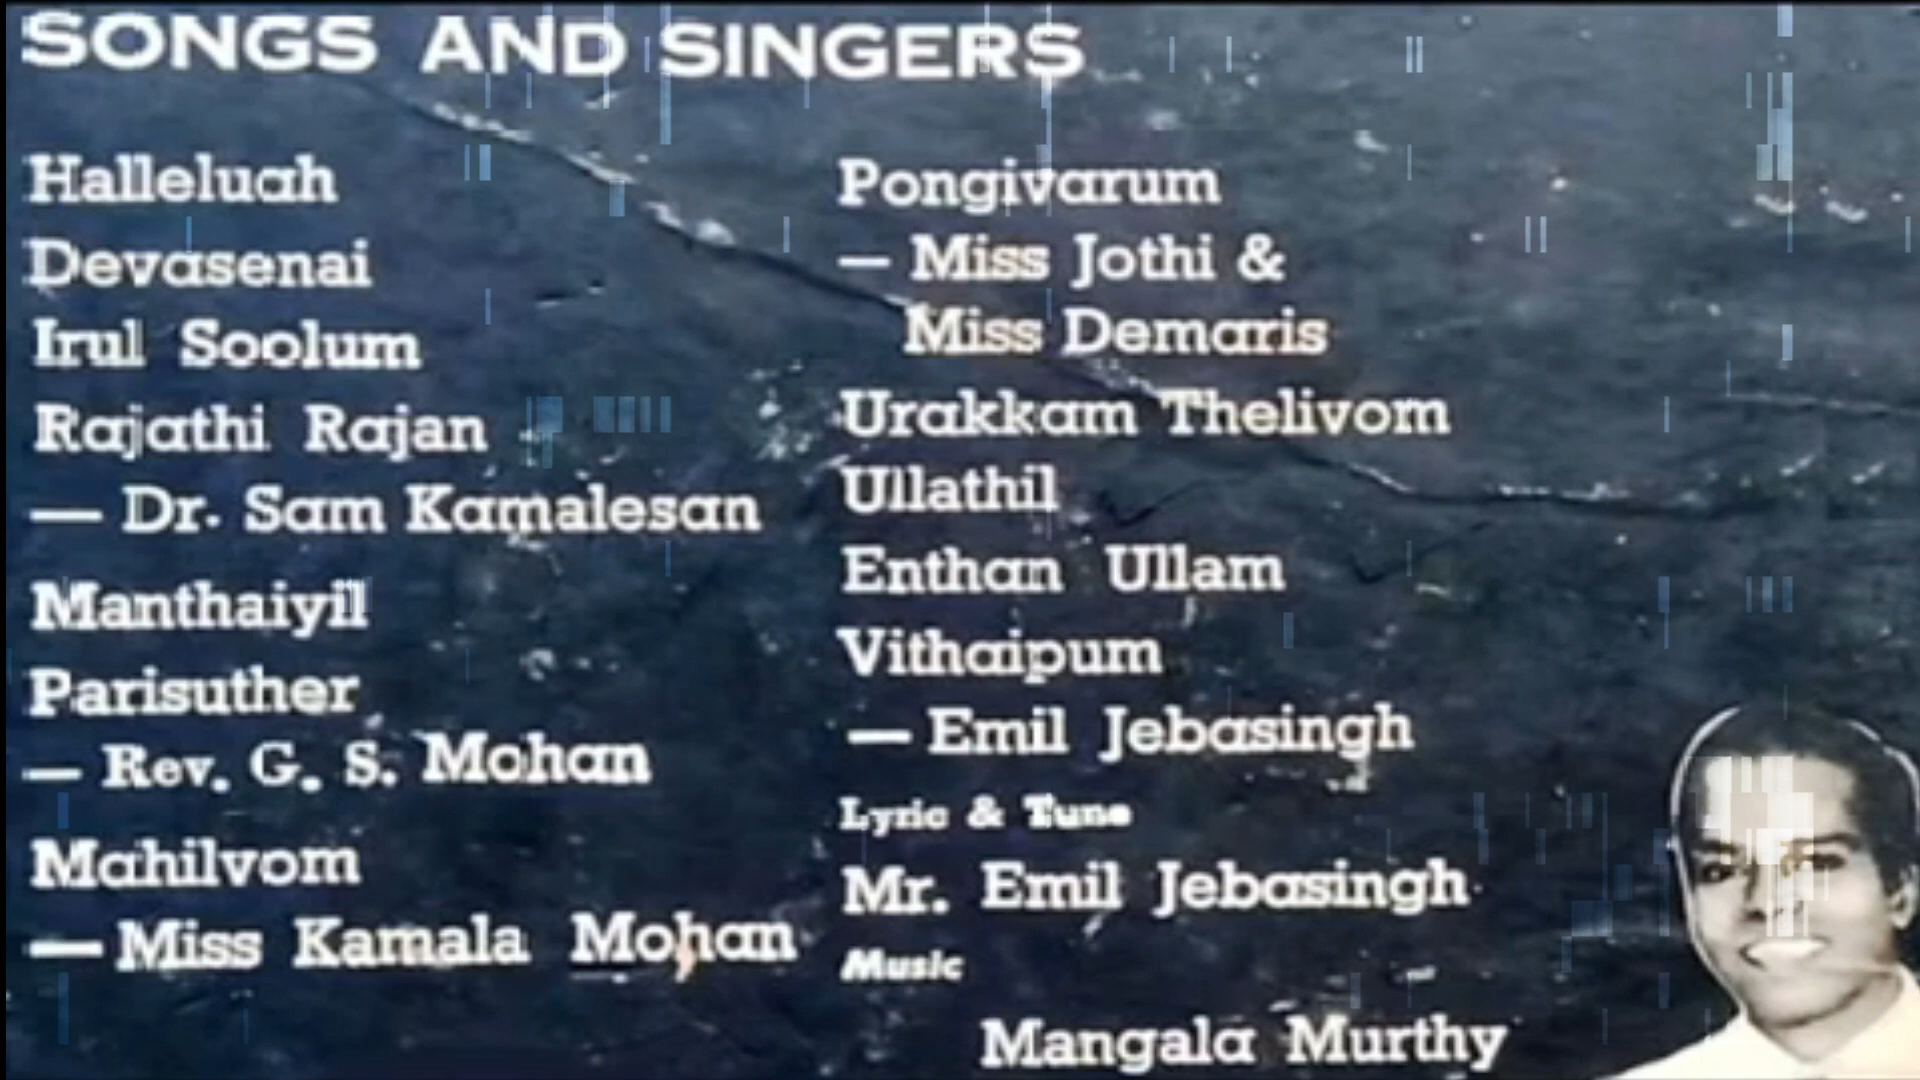 SONGS AND SINGERS
Halleluah
Devasenai
Irul Soolum
Rajathi Rajan
— Dr. Sam Kamalesan
Manthaiyil
Parisuther
— Rev. G. S. Mohan
Mahilvom
— Miss Kamala Mohan
Pongivarum
— Miss Jothi &
Miss Demaris
Urakkam Thelivom
Ullathil
Enthan Ullam
Vithaipum
— Emil Jebasingh
Lyric & Tune
Mr. Emil Jebasingh
Music
Mangala Murthy